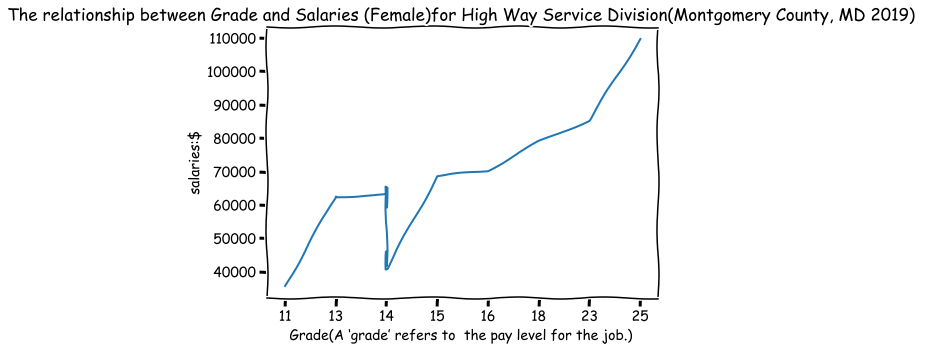 The relationship between Grade and Salaries (Female)for High Way Service Division(Montgomery County, MD 2019)
110000
100000
90000
80000
70000
60000
50000
40000
salaries:$
11 13 14 15 16 18 23 25
Grade(A 'grade' refers to  the pay level for the job.)